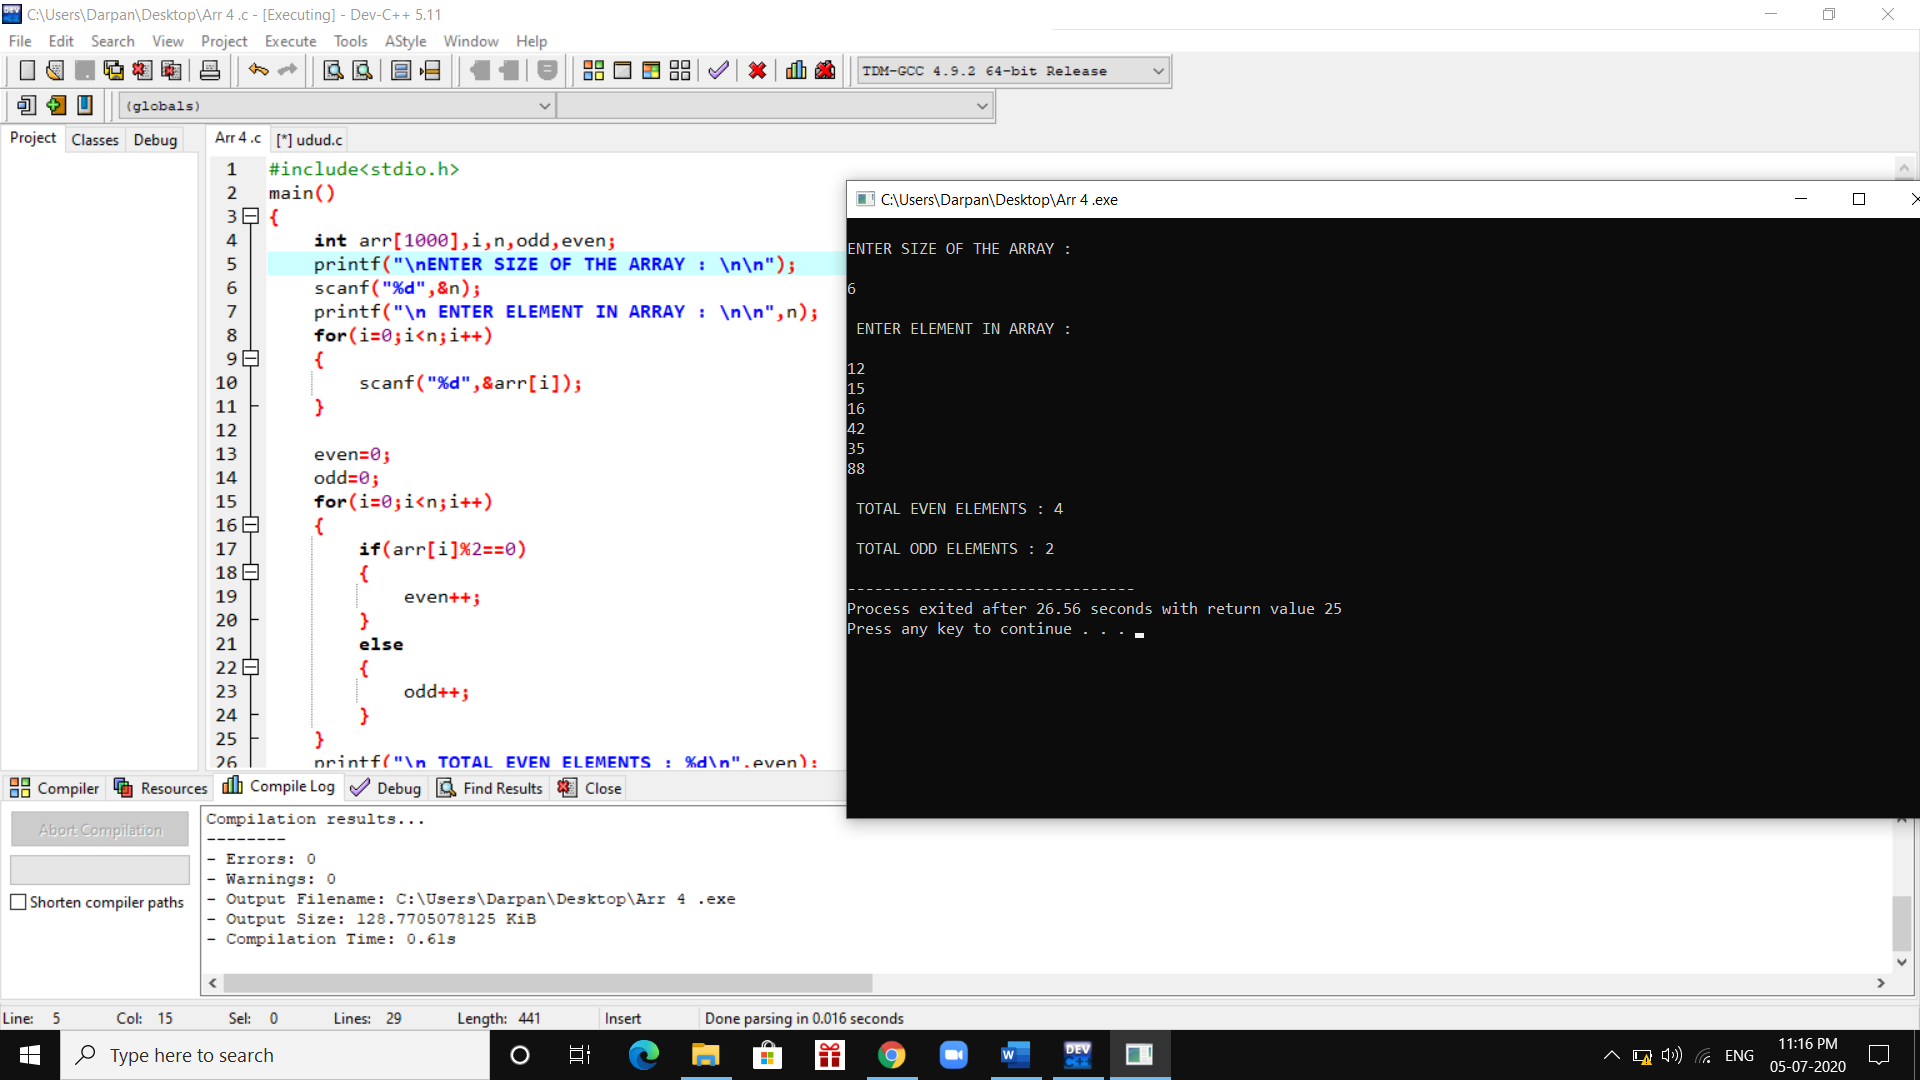 C:\Users\Darpan\Desktop\Arr 4 .c - [Executing] - Dev-C++ 5.11
File Edit Search View Project Execute Tools AStyle Window Help
TDM-GCC 4.9.2 64-bit Release
(globals)
Project Classes Debug
Arr 4 .c [*] udud.c
1 #include<stdio.h>
2 main()
3 {
4 int arr[1000],i,n,odd,even;
5 printf("\nENTER SIZE OF THE ARRAY : \n\n");
6 scanf("%d",&n);
7 printf("\n ENTER ELEMENT IN ARRAY : \n\n",n);
8 for(i=0;i<n;i++)
9 {
10 scanf("%d",&arr[i]);
11 }
12
13 even=0;
14 odd=0;
15 for(i=0;i<n;i++)
16 {
17 if(arr[i]%2==0)
18 {
19 even++;
20 }
21 else
22 {
23 odd++;
24 }
25 }
26 printf("\n TOTAL EVEN ELEMENTS : %d\n",even);
C:\Users\Darpan\Desktop\Arr 4 .exe
ENTER SIZE OF THE ARRAY :
6
ENTER ELEMENT IN ARRAY :
12
15
16
42
35
88
TOTAL EVEN ELEMENTS : 4
TOTAL ODD ELEMENTS : 2
--------------------------------
Process exited after 26.56 seconds with return value 25
Press any key to continue . . .
Compiler Resources Compile Log Debug Find Results Close
Abort Compilation
Shorten compiler paths
Compilation results...
--------
- Errors: 0
- Warnings: 0
- Output Filename: C:\Users\Darpan\Desktop\Arr 4 .exe
- Output Size: 128.7705078125 KiB
- Compilation Time: 0.61s
Line: 5 Col: 15 Sel: 0 Lines: 29 Length: 441 Insert Done parsing in 0.016 seconds
Type here to search
DEV C++
ENG
11:16 PM
05-07-2020